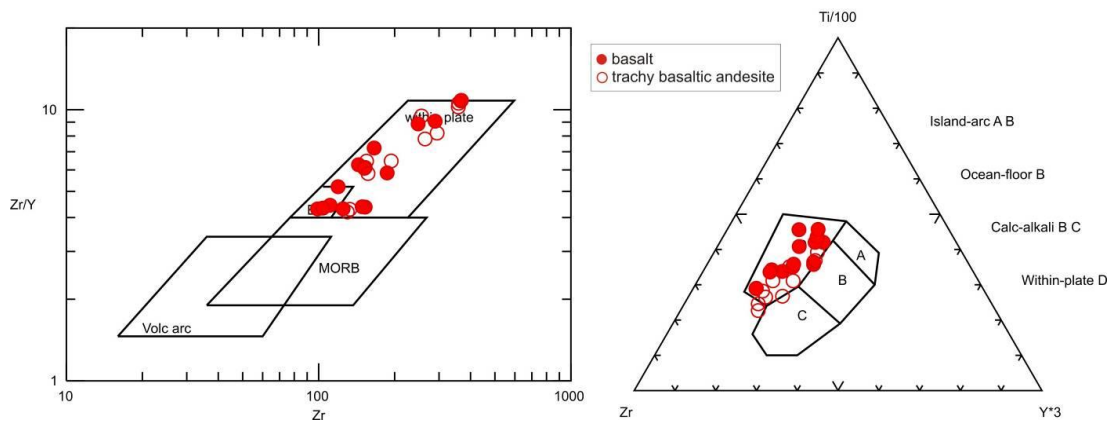 10
Zr/Y
1
10
100
1000
Zr
within plate
MORB
Volc arc
basalt
trachy basaltic andesite
Ti/100
Island-arc A B
Ocean-floor B
Calc-alkali B C
Within-plate D
A
B
C
Zr
Y*3